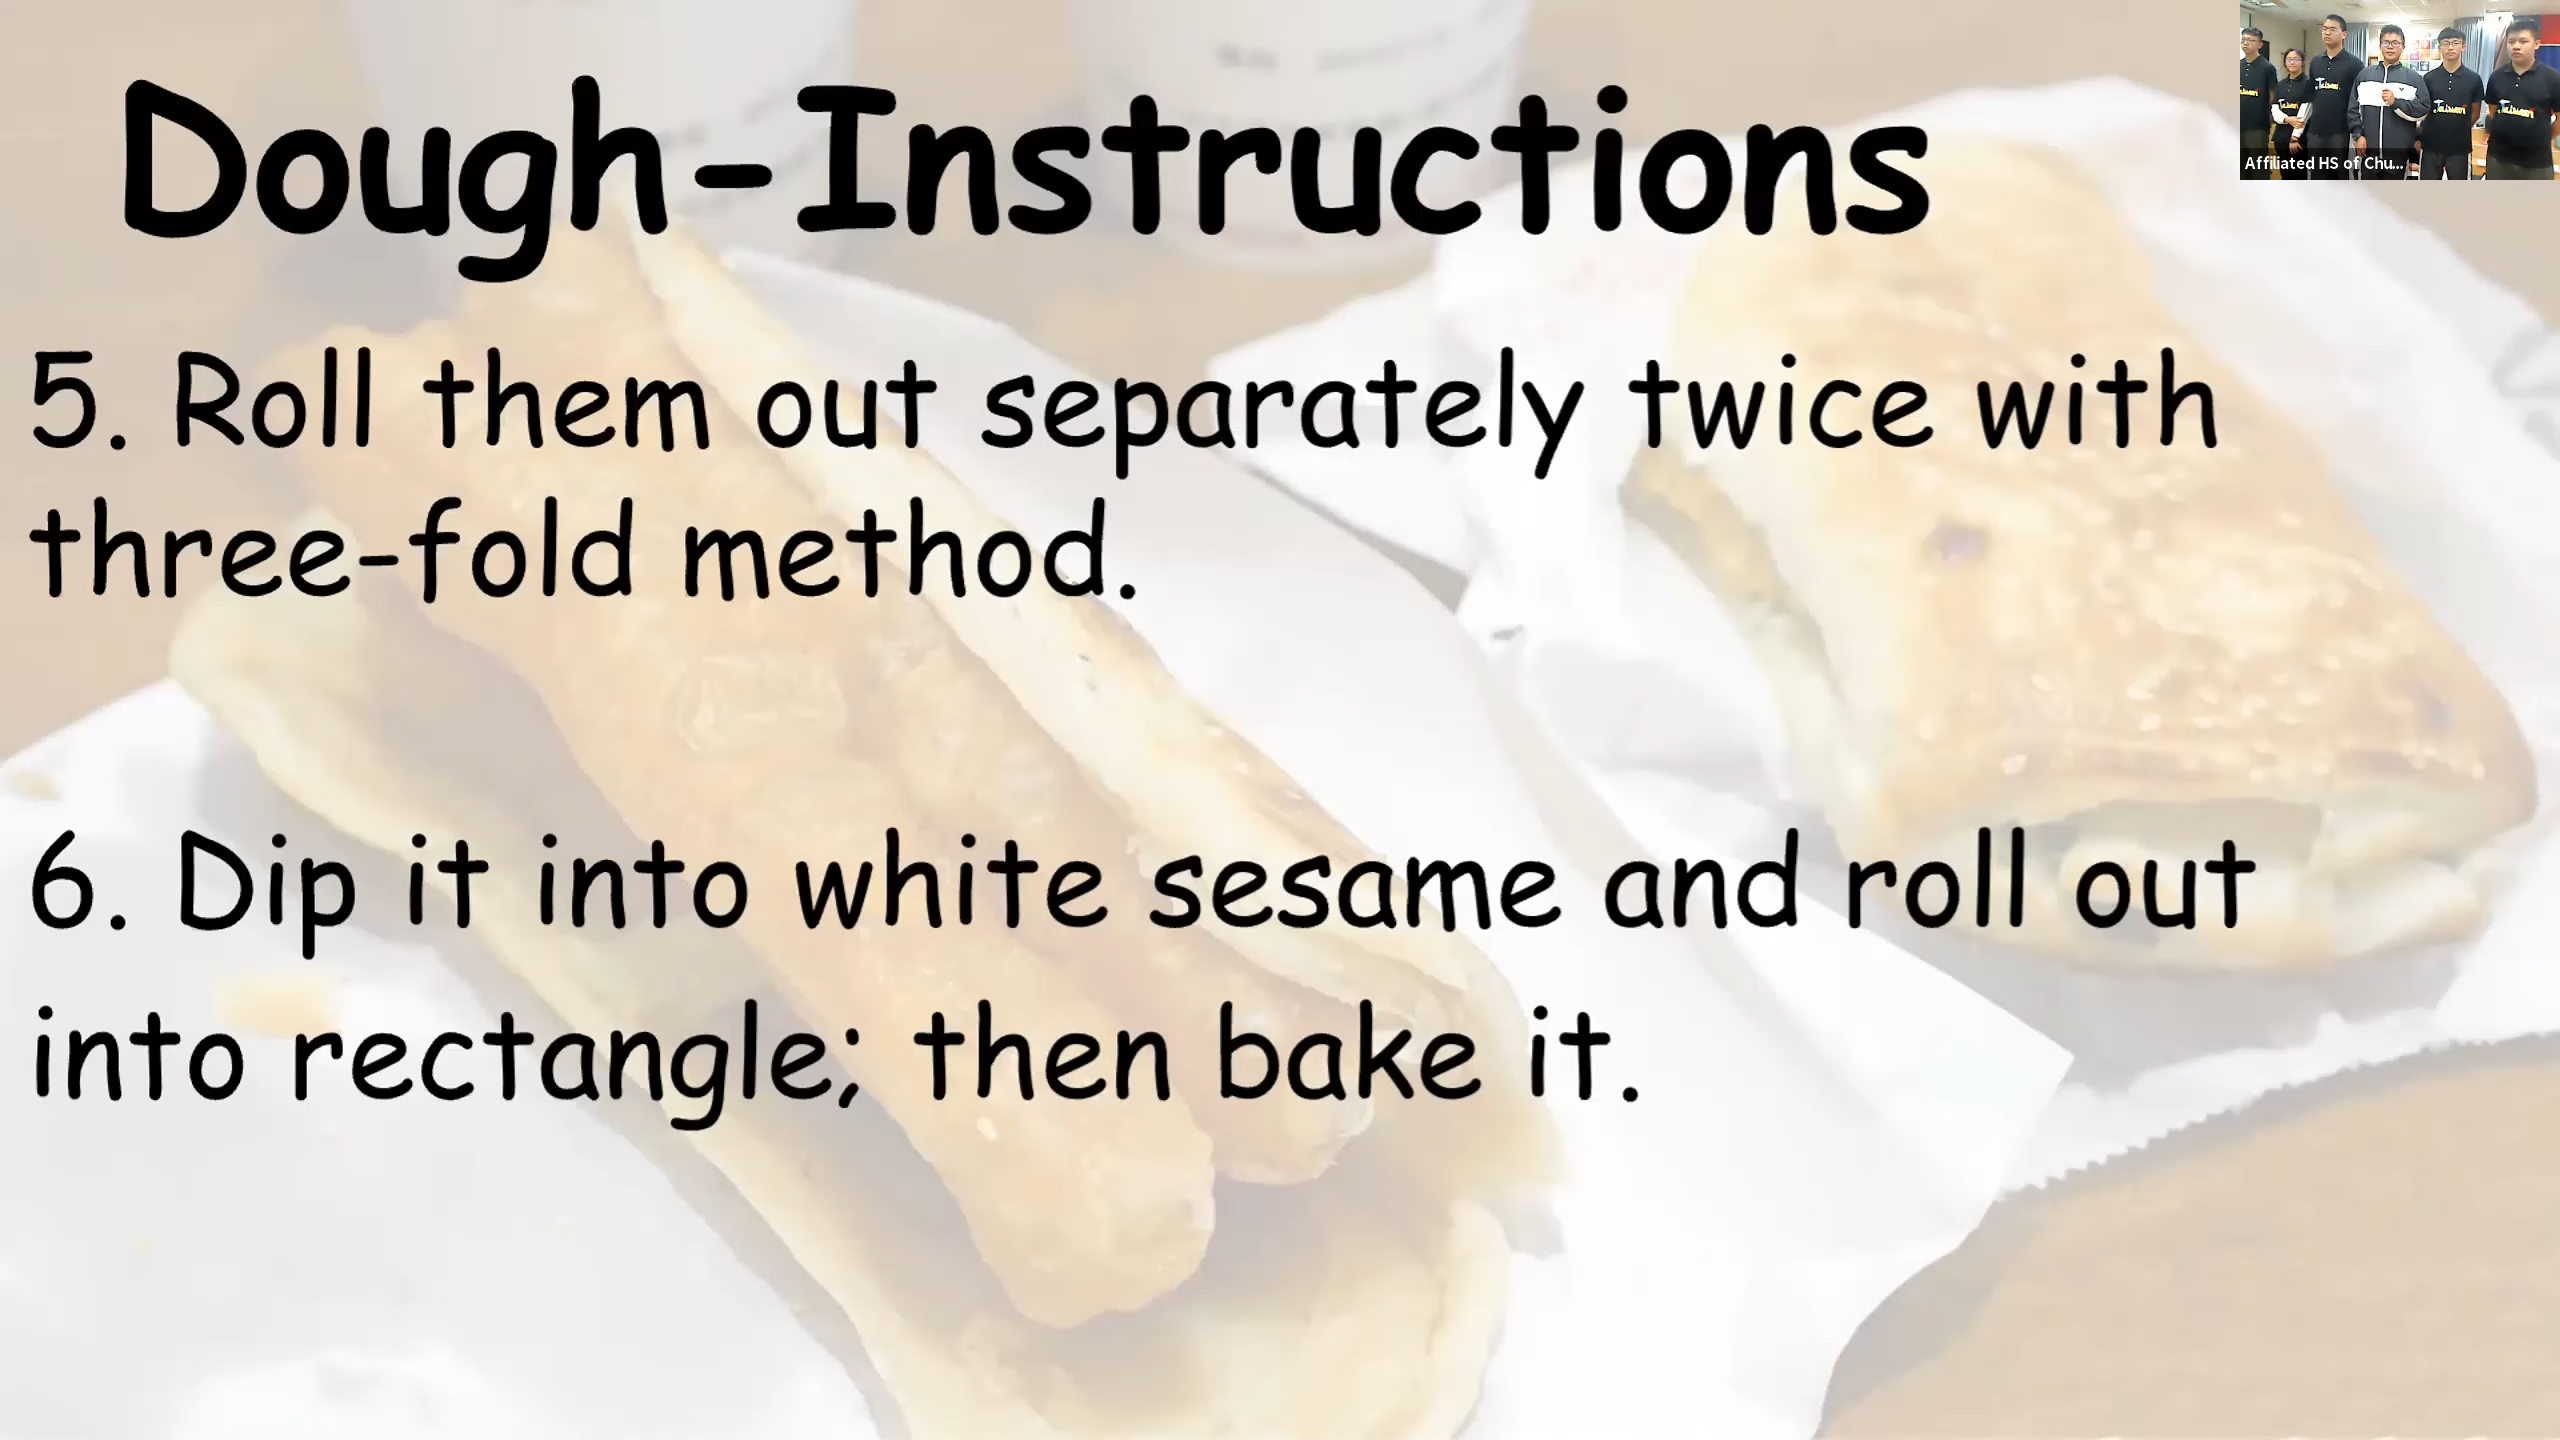 Dough-Instructions
5. Roll them out separately twice with
three-fold method.
6. Dip it into white sesame and roll out
into rectangle; then bake it.
Affiliated HS of Chu...